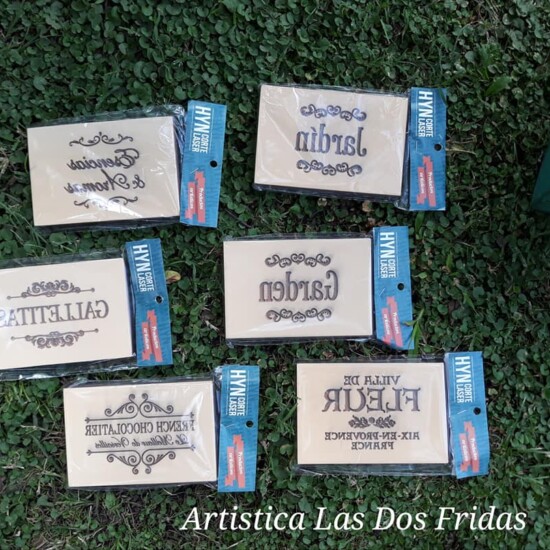 HYN CORTE LASER
Esencias
& Aromas
HYN CORTE LASER
Jardín
HYN CORTE LASER
GALLETITAS
HYN CORTE LASER
Garden
HYN CORTE LASER
FRENCH CHOCOLATIER
HYN CORTE LASER
VILLA DE
FLEUR
AIX-EN-PROVENCE
FRANCE
Artistica Las Dos Fridas